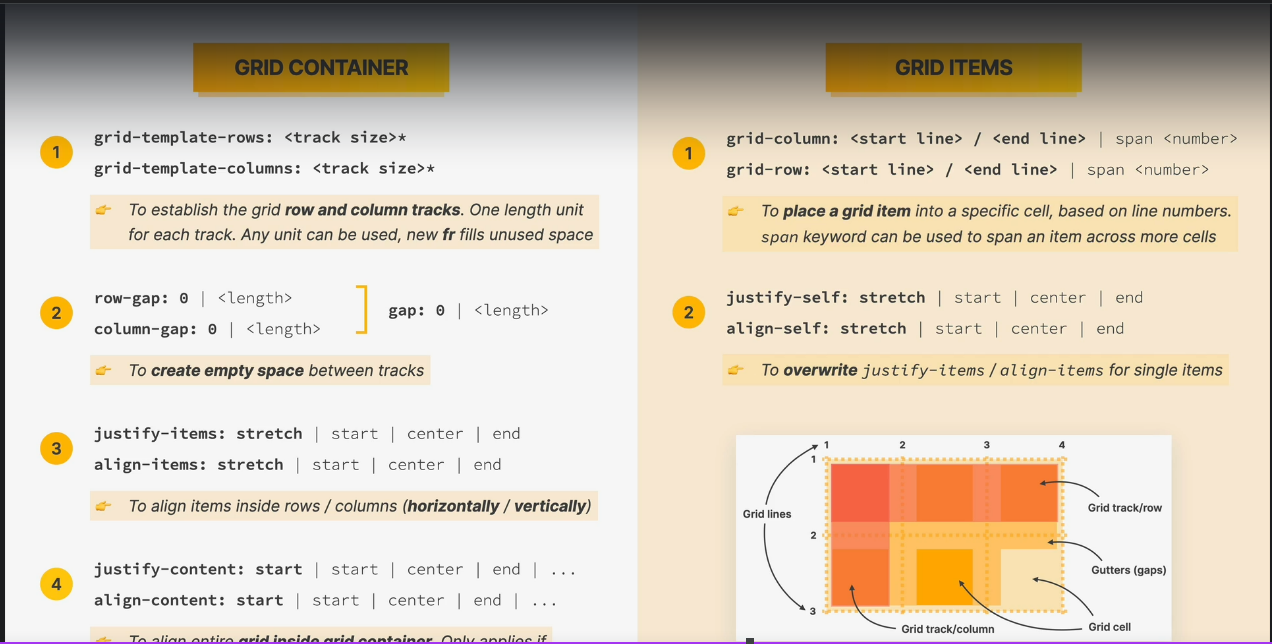 GRID CONTAINER
1
grid-template-rows: <track size>*
grid-template-columns: <track size>*
👉 To establish the grid row and column tracks. One length unit
for each track. Any unit can be used, new fr fills unused space
2
row-gap: 0 | <length>
column-gap: 0 | <length>
gap: 0 | <length>
👉 To create empty space between tracks
3
justify-items: stretch | start | center | end
align-items: stretch | start | center | end
👉 To align items inside rows / columns (horizontally / vertically)
4
justify-content: start | start | center | end | ...
align-content: start | start | center | end | ...
👉 To align entire grid inside grid container. Only applies if
GRID ITEMS
1
grid-column: <start line> / <end line> | span <number>
grid-row: <start line> / <end line> | span <number>
👉 To place a grid item into a specific cell, based on line numbers.
span keyword can be used to span an item across more cells
2
justify-self: stretch | start | center | end
align-self: stretch | start | center | end
👉 To overwrite justify-items / align-items for single items
1 2 3 4
1
Grid track/row
Grid lines
2
Gutters (gaps)
3
Grid track/column
Grid cell